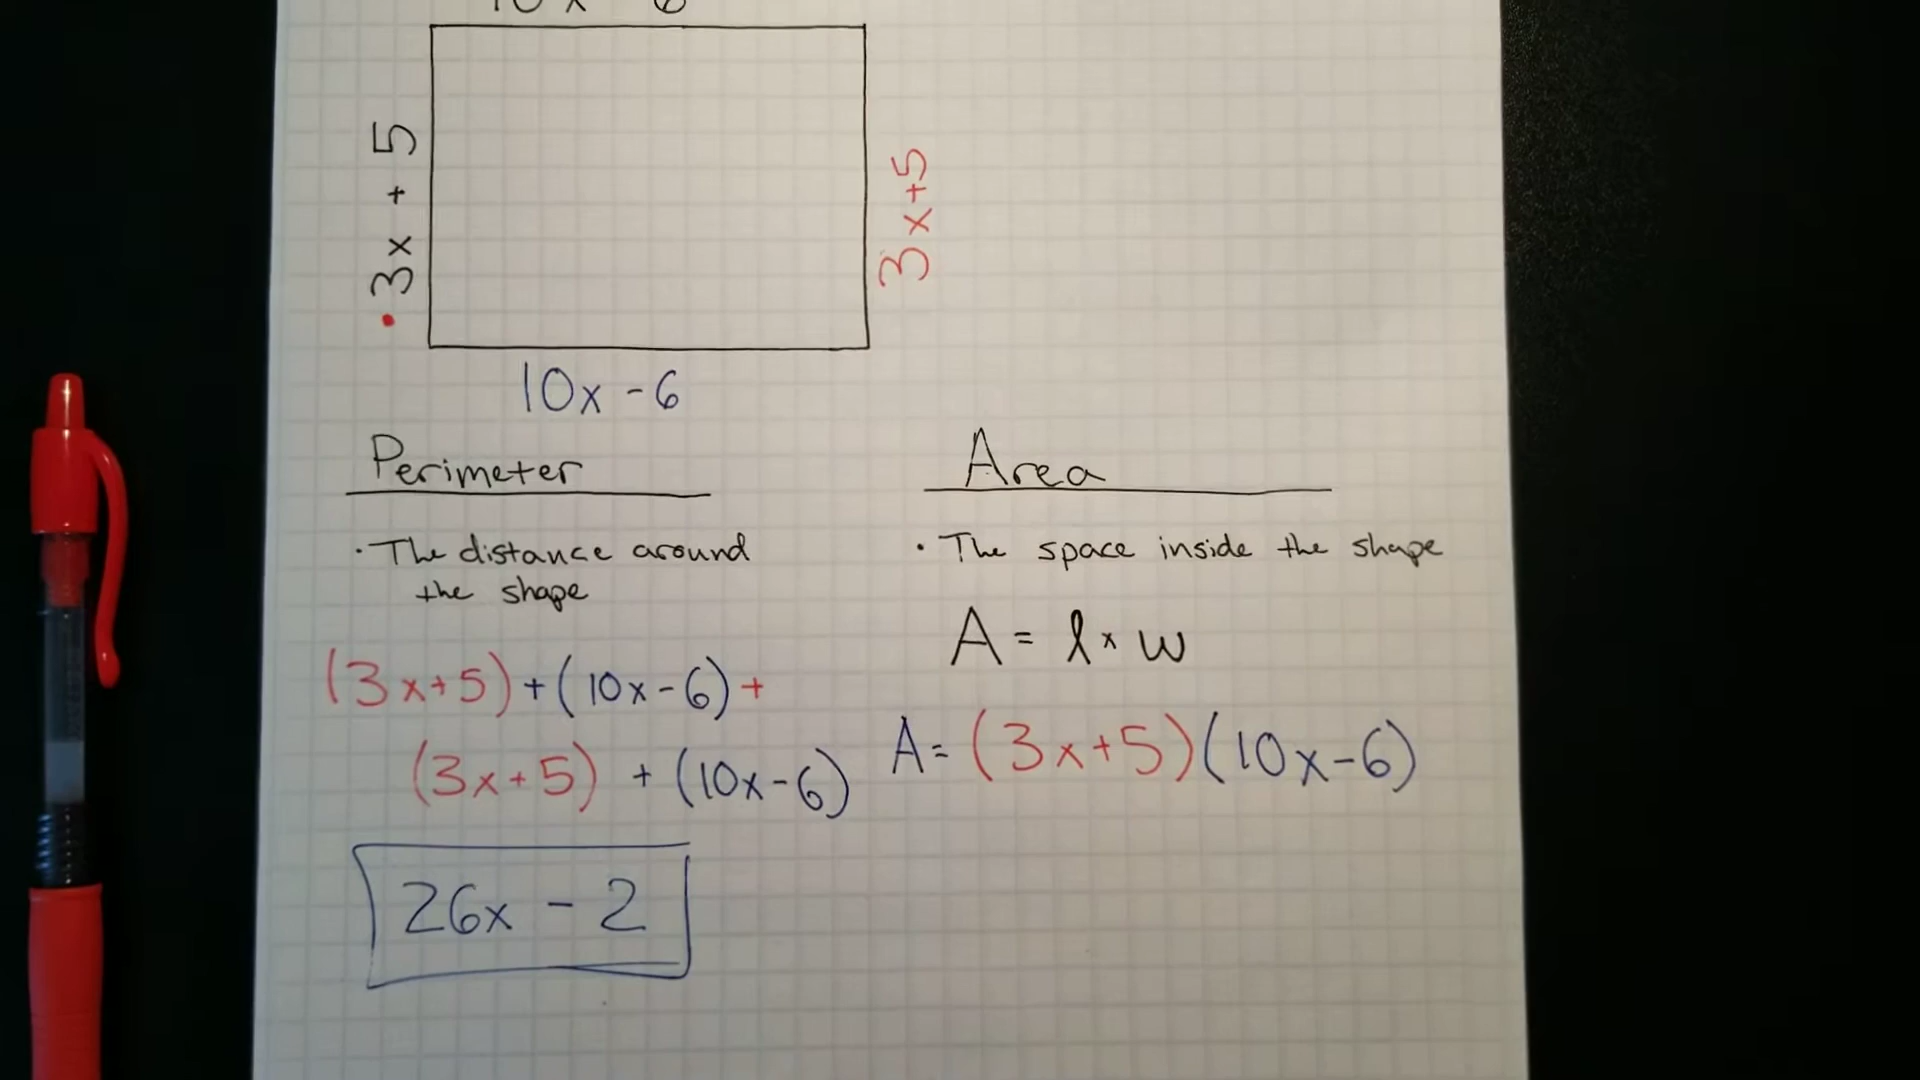 3x + 5
3x+5
10x - 6
Perimeter
Area
· The distance around
the shape
· The space inside the shape
A = l × w
(3x+5) + (10x-6) +
(3x+5) + (10x-6)
A = (3x+5)(10x-6)
26x - 2